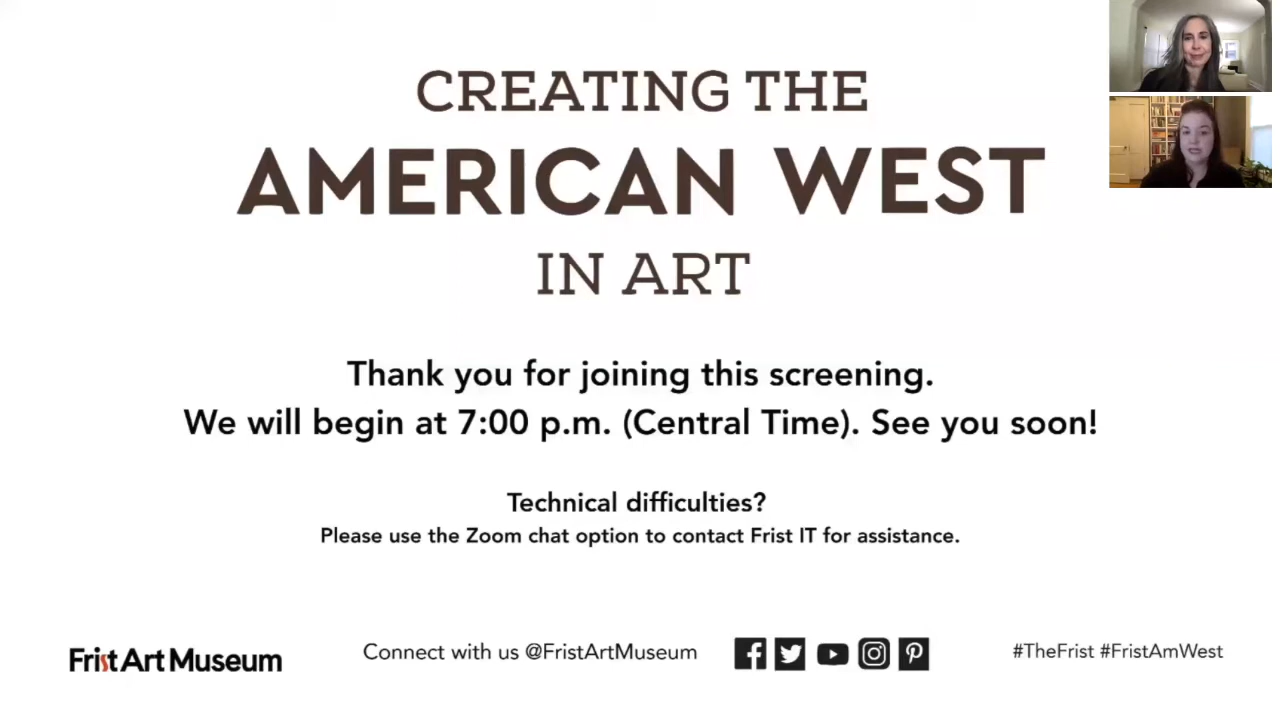 CREATING THE
AMERICAN WEST
IN ART
Thank you for joining this screening.
We will begin at 7:00 p.m. (Central Time). See you soon!
Technical difficulties?
Please use the Zoom chat option to contact Frist IT for assistance.
Frist Art Museum
Connect with us @FristArtMuseum
#TheFrist #FristAmWest